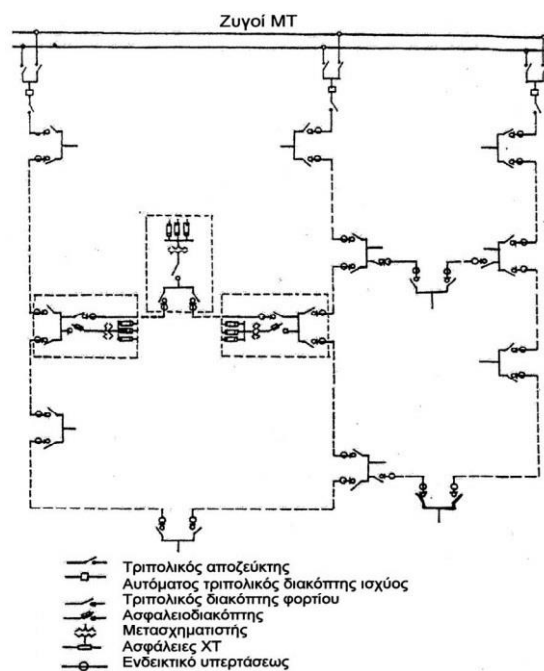 Ζυγοί ΜΤ
Τριπολικός αποζεύκτης
Αυτόματος τριπολικός διακόπτης ισχύος
Τριπολικός διακόπτης φορτίου
Ασφαλειοδιακόπτης
Μετασχηματιστής
Ασφάλειες ΧΤ
Ενδεικτικό υπερτάσεως